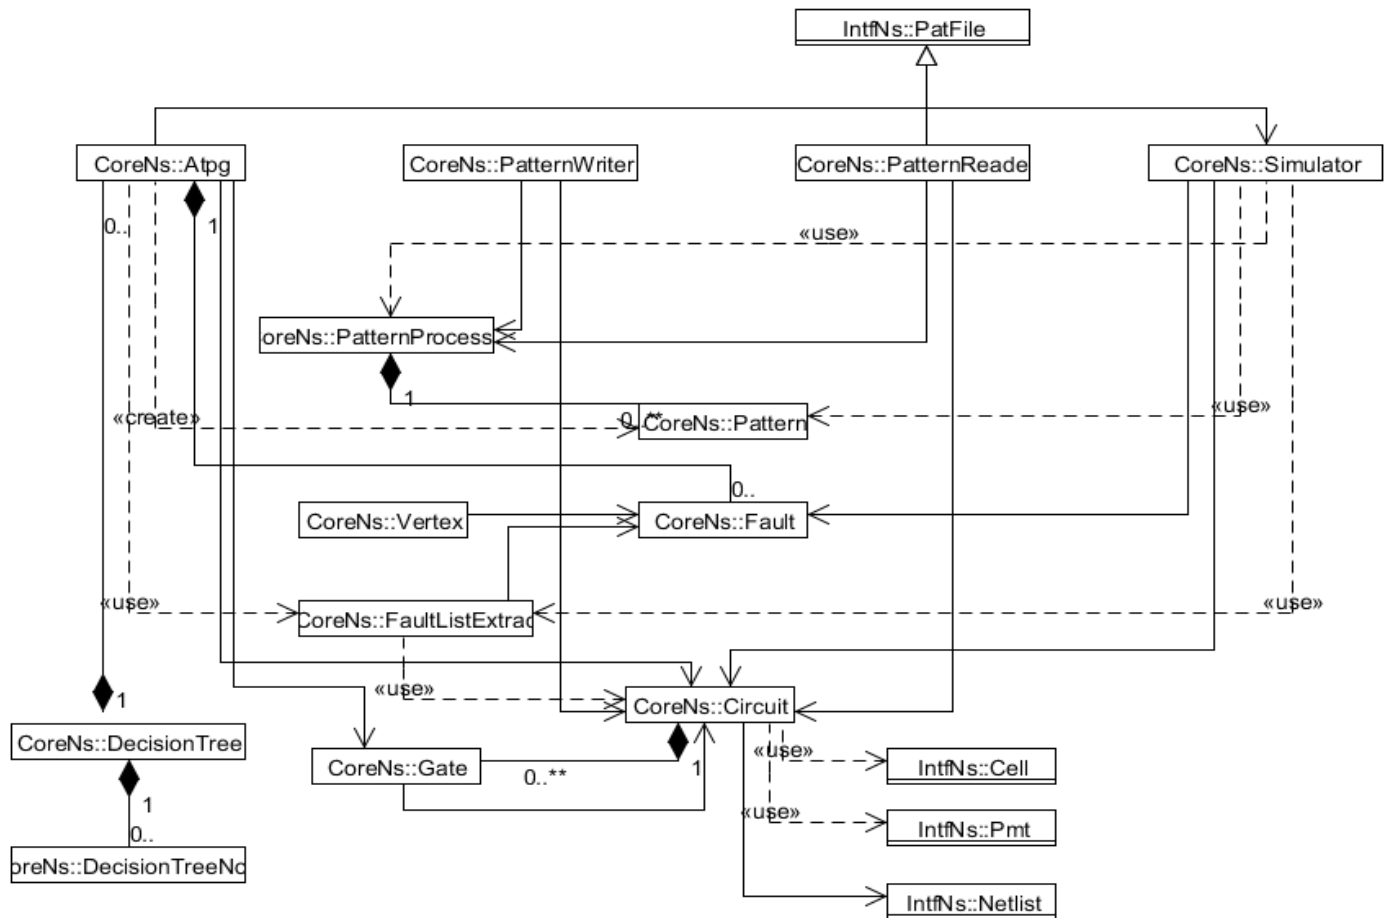 IntfNs::PatFile
CoreNs::Atpg
CoreNs::PatternWriter
CoreNs::PatternReade
CoreNs::Simulator
0..
1
«use»
oreNs::PatternProcess
1
«create»
0..**
CoreNs::Pattern
«use»
0..
CoreNs::Vertex
CoreNs::Fault
«use»
«use»
CoreNs::FaultListExtrac
«use»
1
CoreNs::Circuit
CoreNs::DecisionTree
CoreNs::Gate
0..**
1
«use»
IntfNs::Cell
1
«use»
0..
IntfNs::Pmt
oreNs::DecisionTreeNo
IntfNs::Netlist